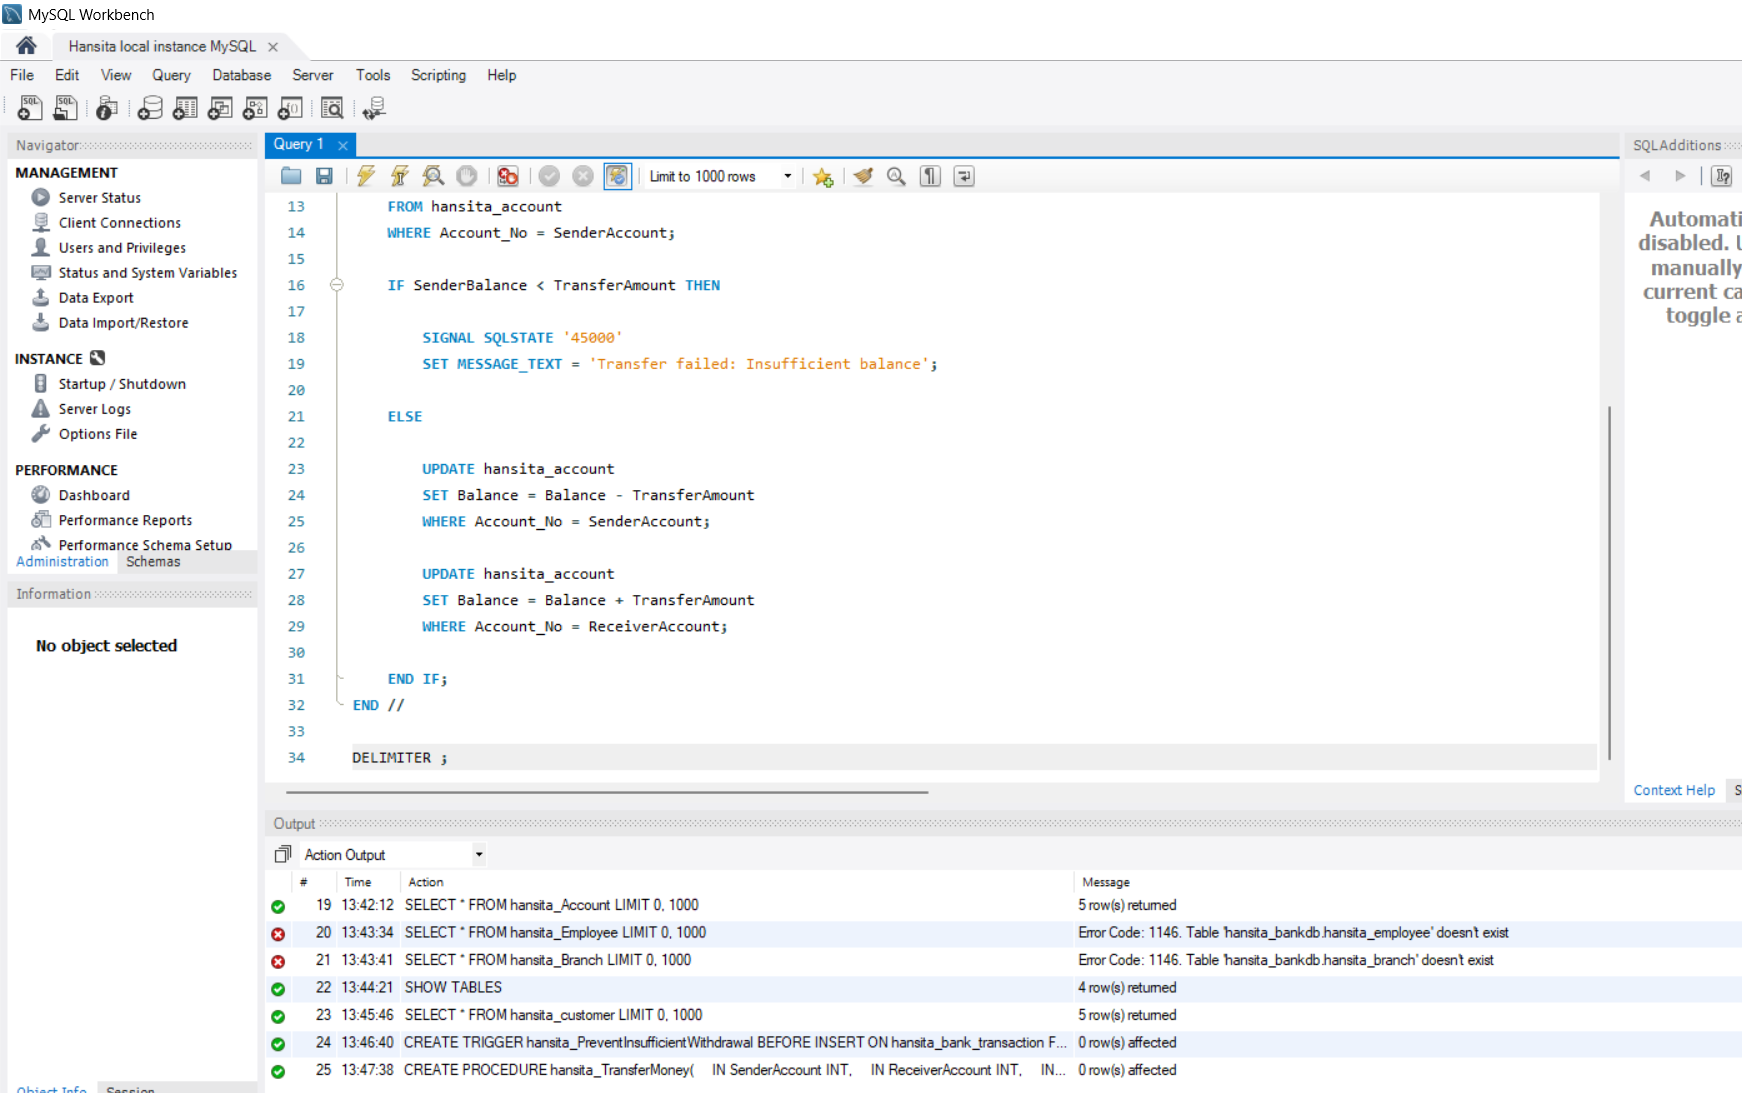 MySQL Workbench
Hansita local instance MySQL
File Edit View Query Database Server Tools Scripting Help
Navigator
MANAGEMENT
Server Status
Client Connections
Users and Privileges
Status and System Variables
Data Export
Data Import/Restore
INSTANCE
Startup / Shutdown
Server Logs
Options File
PERFORMANCE
Dashboard
Performance Reports
Performance Schema Setup
Administration Schemas
Information
No object selected
Object Info Session
Query 1
Limit to 1000 rows
13 FROM hansita_account
14 WHERE Account_No = SenderAccount;
15
16 IF SenderBalance < TransferAmount THEN
17
18 SIGNAL SQLSTATE '45000'
19 SET MESSAGE_TEXT = 'Transfer failed: Insufficient balance';
20
21 ELSE
22
23 UPDATE hansita_account
24 SET Balance = Balance - TransferAmount
25 WHERE Account_No = SenderAccount;
26
27 UPDATE hansita_account
28 SET Balance = Balance + TransferAmount
29 WHERE Account_No = ReceiverAccount;
30
31 END IF;
32 END //
33
34 DELIMITER ;
SQLAdditions
Automati
disabled. U
manually
current ca
toggle a
Context Help S
Output
Action Output
# Time Action Message
19 13:42:12 SELECT * FROM hansita_Account LIMIT 0, 1000 5 row(s) returned
20 13:43:34 SELECT * FROM hansita_Employee LIMIT 0, 1000 Error Code: 1146. Table 'hansita_bankdb.hansita_employee' doesn't exist
21 13:43:41 SELECT * FROM hansita_Branch LIMIT 0, 1000 Error Code: 1146. Table 'hansita_bankdb.hansita_branch' doesn't exist
22 13:44:21 SHOW TABLES 4 row(s) returned
23 13:45:46 SELECT * FROM hansita_customer LIMIT 0, 1000 5 row(s) returned
24 13:46:40 CREATE TRIGGER hansita_PreventInsufficientWithdrawal BEFORE INSERT ON hansita_bank_transaction F... 0 row(s) affected
25 13:47:38 CREATE PROCEDURE hansita_TransferMoney( IN SenderAccount INT, IN ReceiverAccount INT, IN... 0 row(s) affected